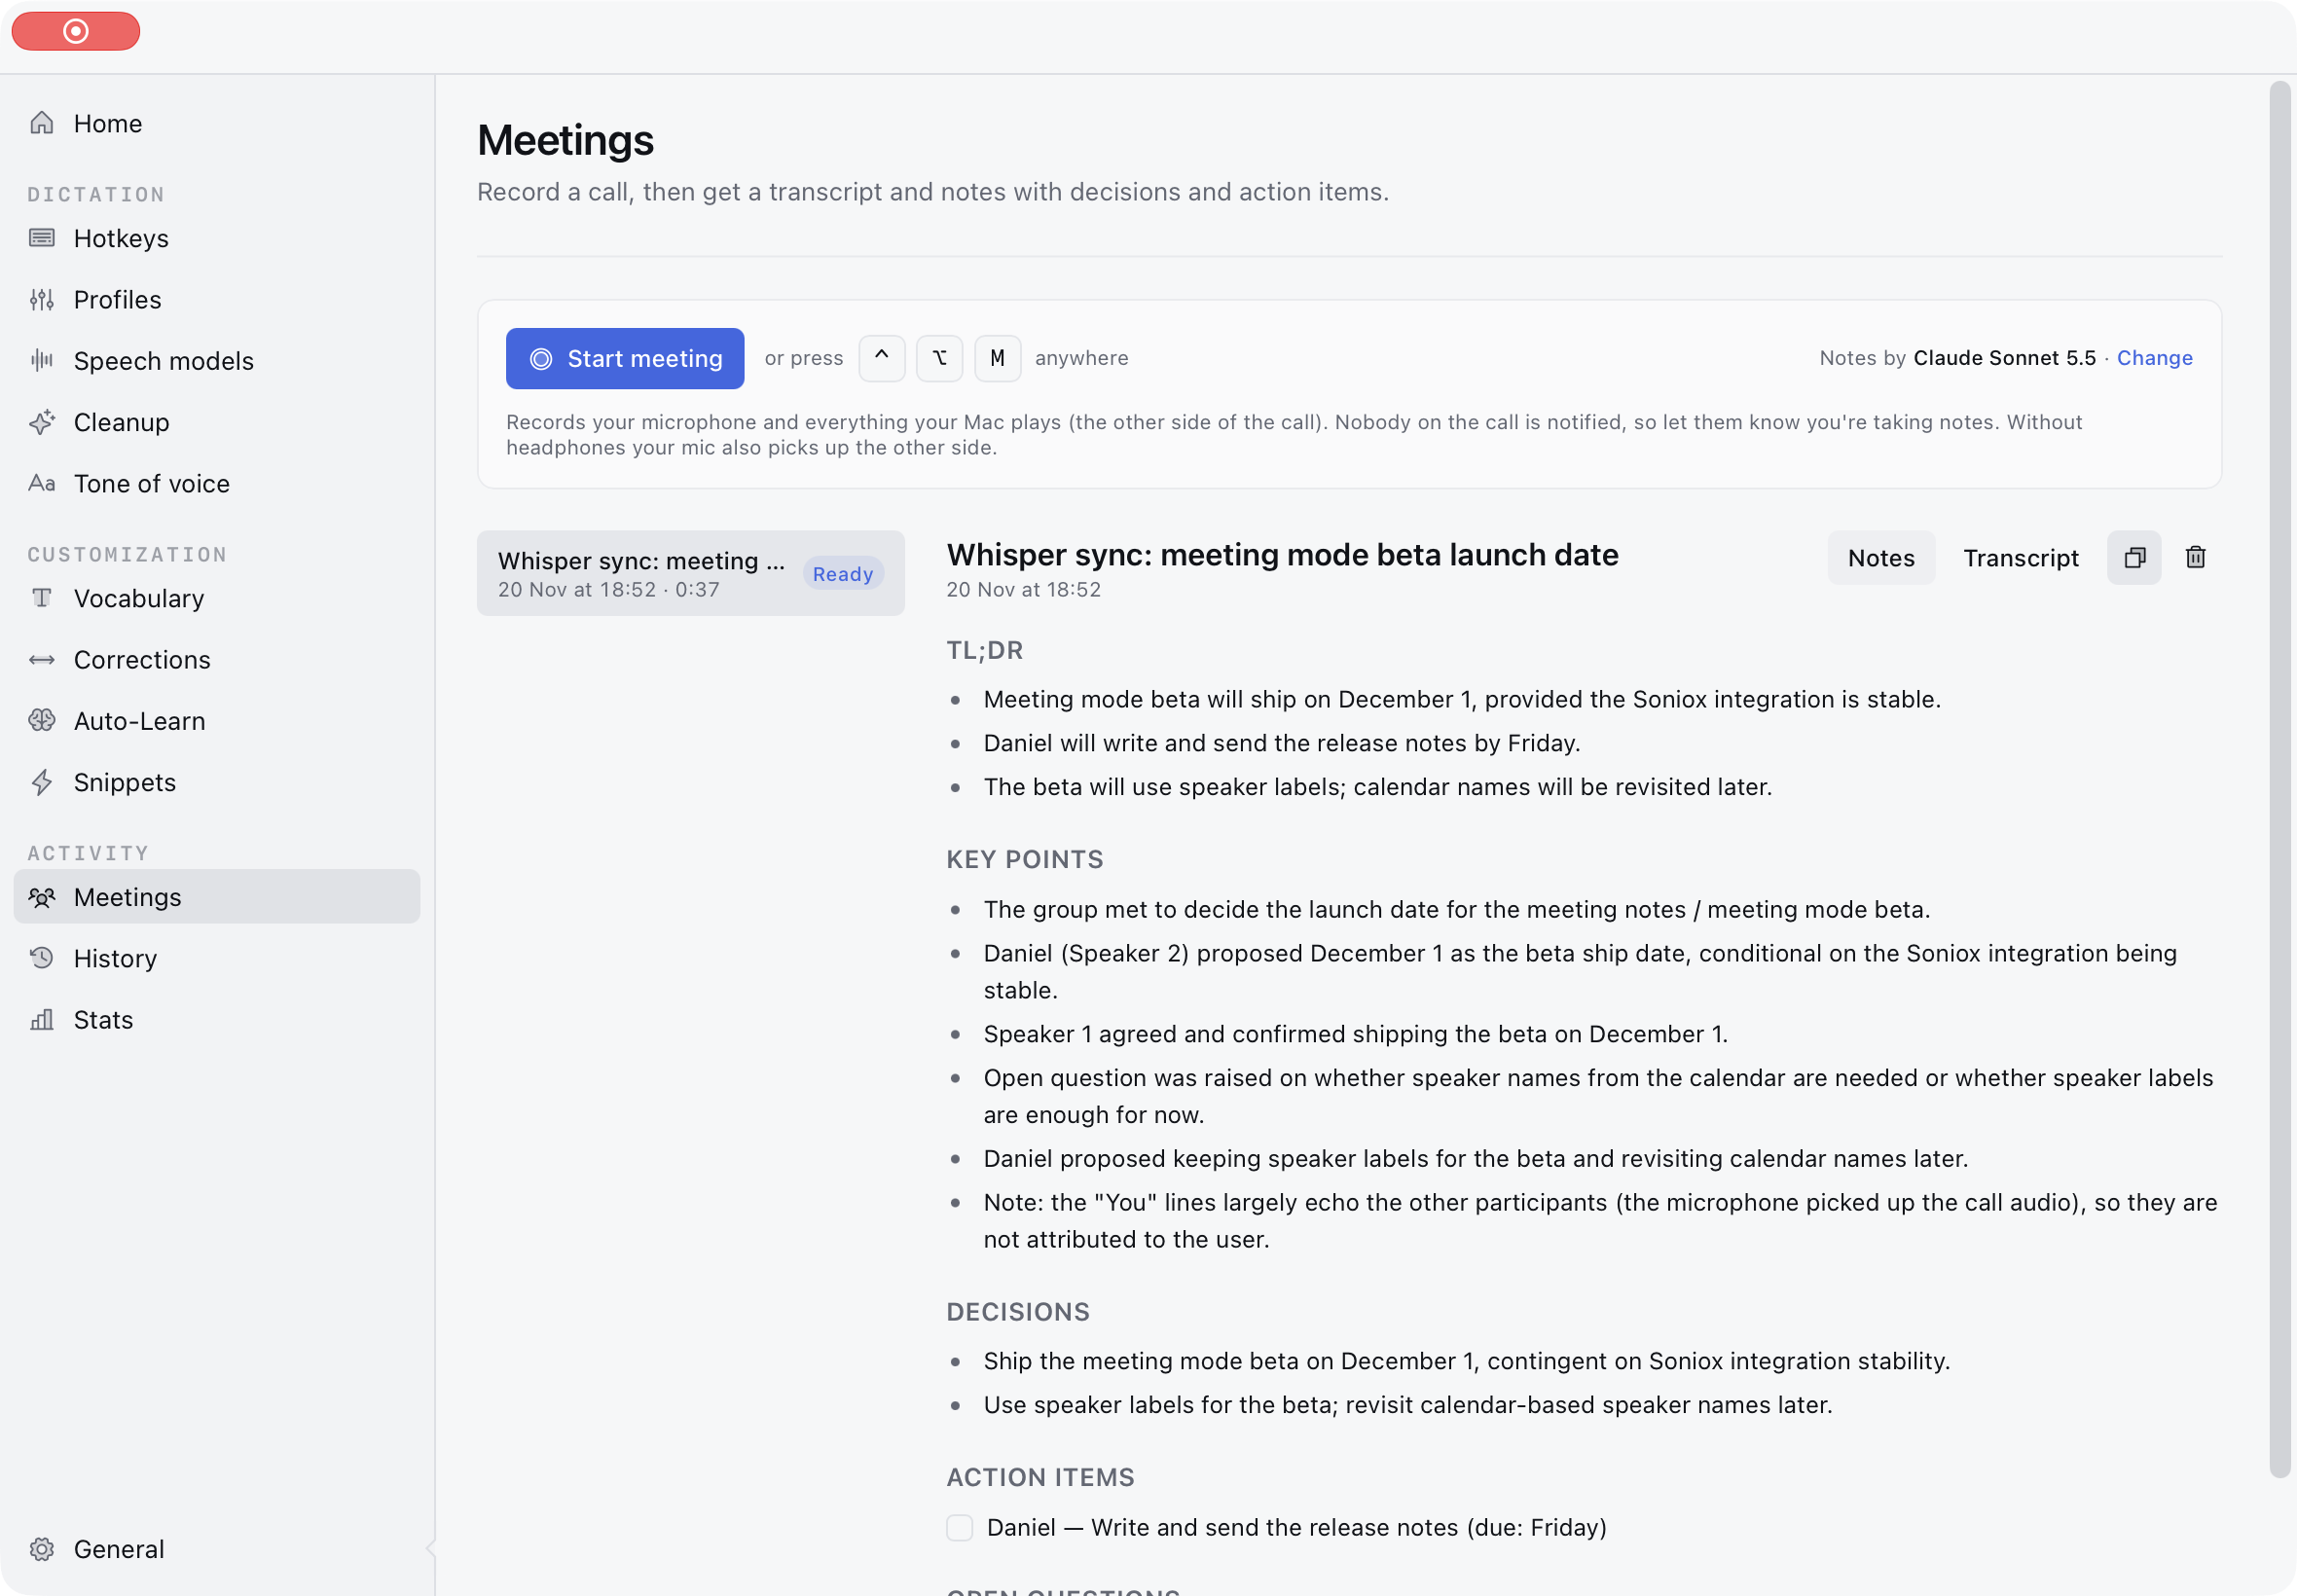 Home
DICTATION
Hotkeys
Profiles
Speech models
Cleanup
Aa Tone of voice
CUSTOMIZATION
Vocabulary
Corrections
Auto-Learn
Snippets
ACTIVITY
Meetings
History
Stats
General
Meetings
Record a call, then get a transcript and notes with decisions and action items.
Start meeting or press ^ ⌥ M anywhere
Notes by Claude Sonnet 5.5 · Change
Records your microphone and everything your Mac plays (the other side of the call). Nobody on the call is notified, so let them know you're taking notes. Without
headphones your mic also picks up the other side.
Whisper sync: meeting ...
20 Nov at 18:52 · 0:37
Ready
Whisper sync: meeting mode beta launch date
20 Nov at 18:52
Notes
Transcript
TL;DR
• Meeting mode beta will ship on December 1, provided the Soniox integration is stable.
• Daniel will write and send the release notes by Friday.
• The beta will use speaker labels; calendar names will be revisited later.
KEY POINTS
• The group met to decide the launch date for the meeting notes / meeting mode beta.
• Daniel (Speaker 2) proposed December 1 as the beta ship date, conditional on the Soniox integration being
stable.
• Speaker 1 agreed and confirmed shipping the beta on December 1.
• Open question was raised on whether speaker names from the calendar are needed or whether speaker labels
are enough for now.
• Daniel proposed keeping speaker labels for the beta and revisiting calendar names later.
• Note: the "You" lines largely echo the other participants (the microphone picked up the call audio), so they are
not attributed to the user.
DECISIONS
• Ship the meeting mode beta on December 1, contingent on Soniox integration stability.
• Use speaker labels for the beta; revisit calendar-based speaker names later.
ACTION ITEMS
Daniel — Write and send the release notes (due: Friday)
OPEN QUESTIONS